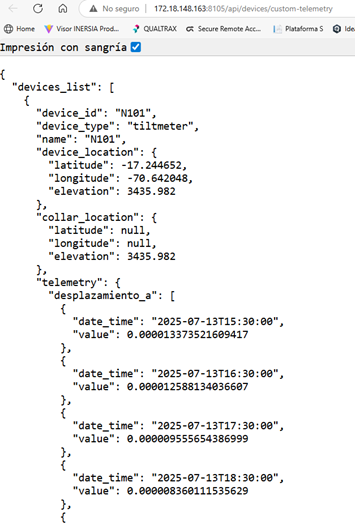 No seguro 172.18.148.163:8105/api/devices/custom-telemetry
Home Visor INERSIA Prod... QUALTRAX Secure Remote Acc... Plataforma S Idea
Impresión con sangría
{
"devices_list": [
{
"device_id": "N101",
"device_type": "tiltmeter",
"name": "N101",
"device_location": {
"latitude": -17.244652,
"longitude": -70.642048,
"elevation": 3435.982
},
"collar_location": {
"latitude": null,
"longitude": null,
"elevation": 3435.982
},
"telemetry": {
"desplazamiento_a": [
{
"date_time": "2025-07-13T15:30:00",
"value": 0.000013373521609417
},
{
"date_time": "2025-07-13T16:30:00",
"value": 0.000012588134036607
},
{
"date_time": "2025-07-13T17:30:00",
"value": 0.000009555654386999
},
{
"date_time": "2025-07-13T18:30:00",
"value": 0.000008360111535629
},
{